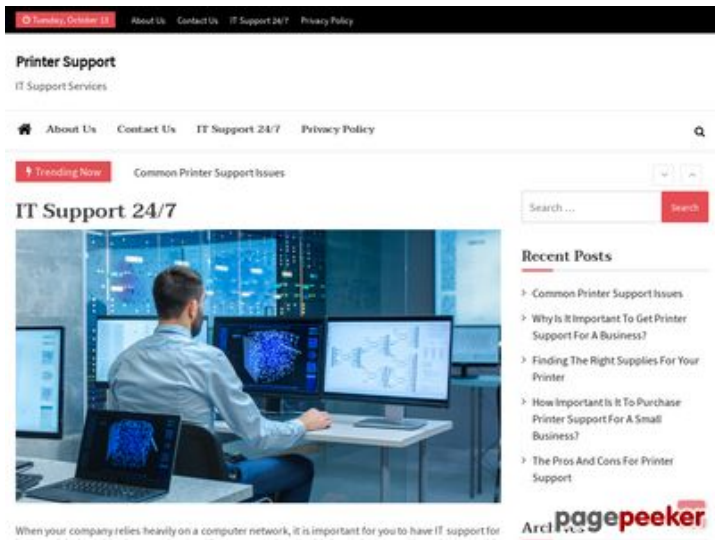 Tuesday, October 13 About Us Contact Us IT Support 24/7 Privacy Policy
Printer Support
IT Support Services
About Us Contact Us IT Support 24/7 Privacy Policy
Trending Now Common Printer Support Issues
IT Support 24/7
Search ... Search
Recent Posts
Common Printer Support Issues
Why Is It Important To Get Printer
Support For A Business?
Finding The Right Supplies For Your
Printer
How Important Is It To Purchase
Printer Support For A Small
Business?
The Pros And Cons For Printer
Support
When your company relies heavily on a computer network, it is important for you to have IT support for
Archives
pagepeeker